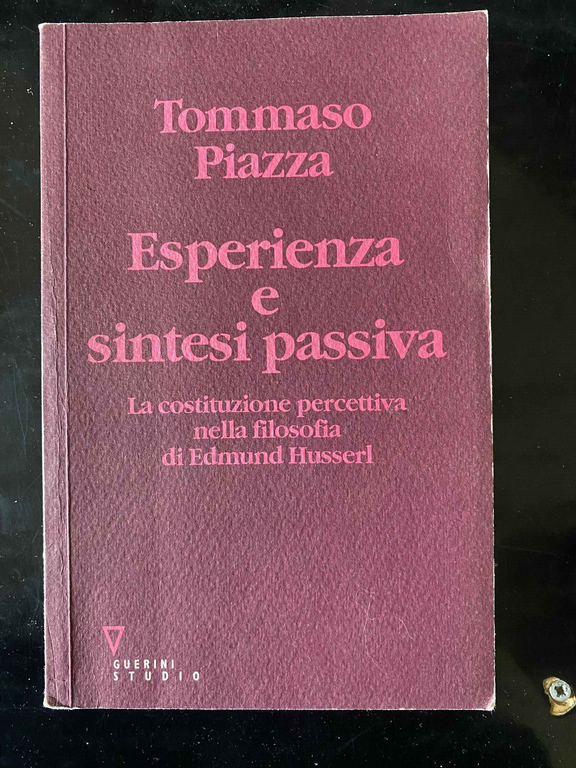 Tommaso
Piazza
Esperienza
e
sintesi passiva
La costituzione percettiva
nella filosofia
di Edmund Husserl
GUERINI
STUDIO